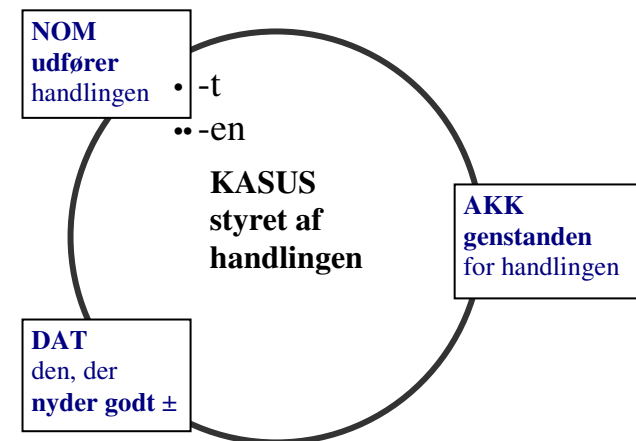 NOM
udfører
handlingen
• -t
•• -en
KASUS
styret af
handlingen
AKK
genstanden
for handlingen
DAT
den, der
nyder godt ±